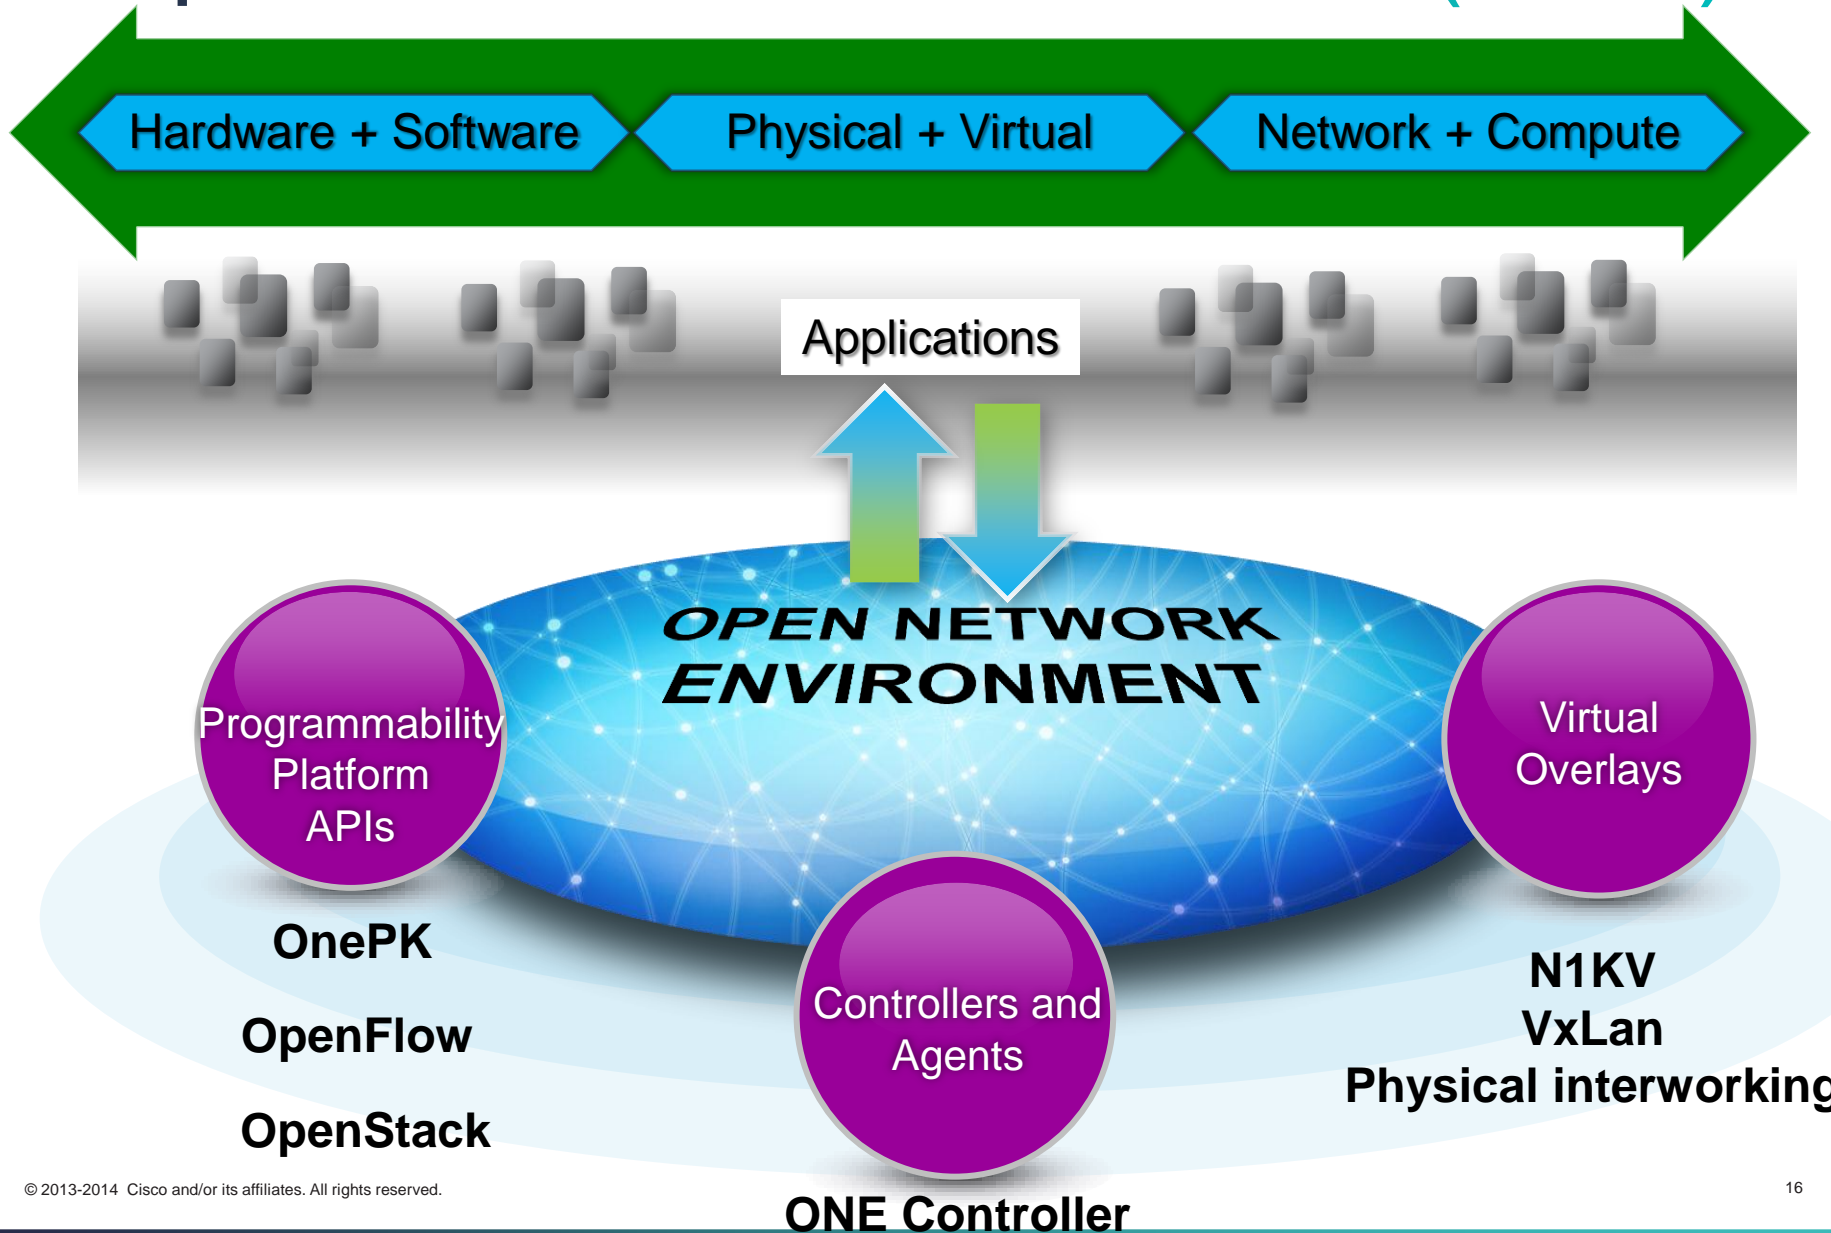 Hardware + Software
Physical + Virtual
Network + Compute
Applications
OPEN NETWORK
ENVIRONMENT
Programmability
Platform
APIs
Virtual
Overlays
Controllers and
Agents
OnePK
OpenFlow
OpenStack
N1KV
VxLan
Physical interworking
ONE Controller
© 2013-2014 Cisco and/or its affiliates. All rights reserved.
16